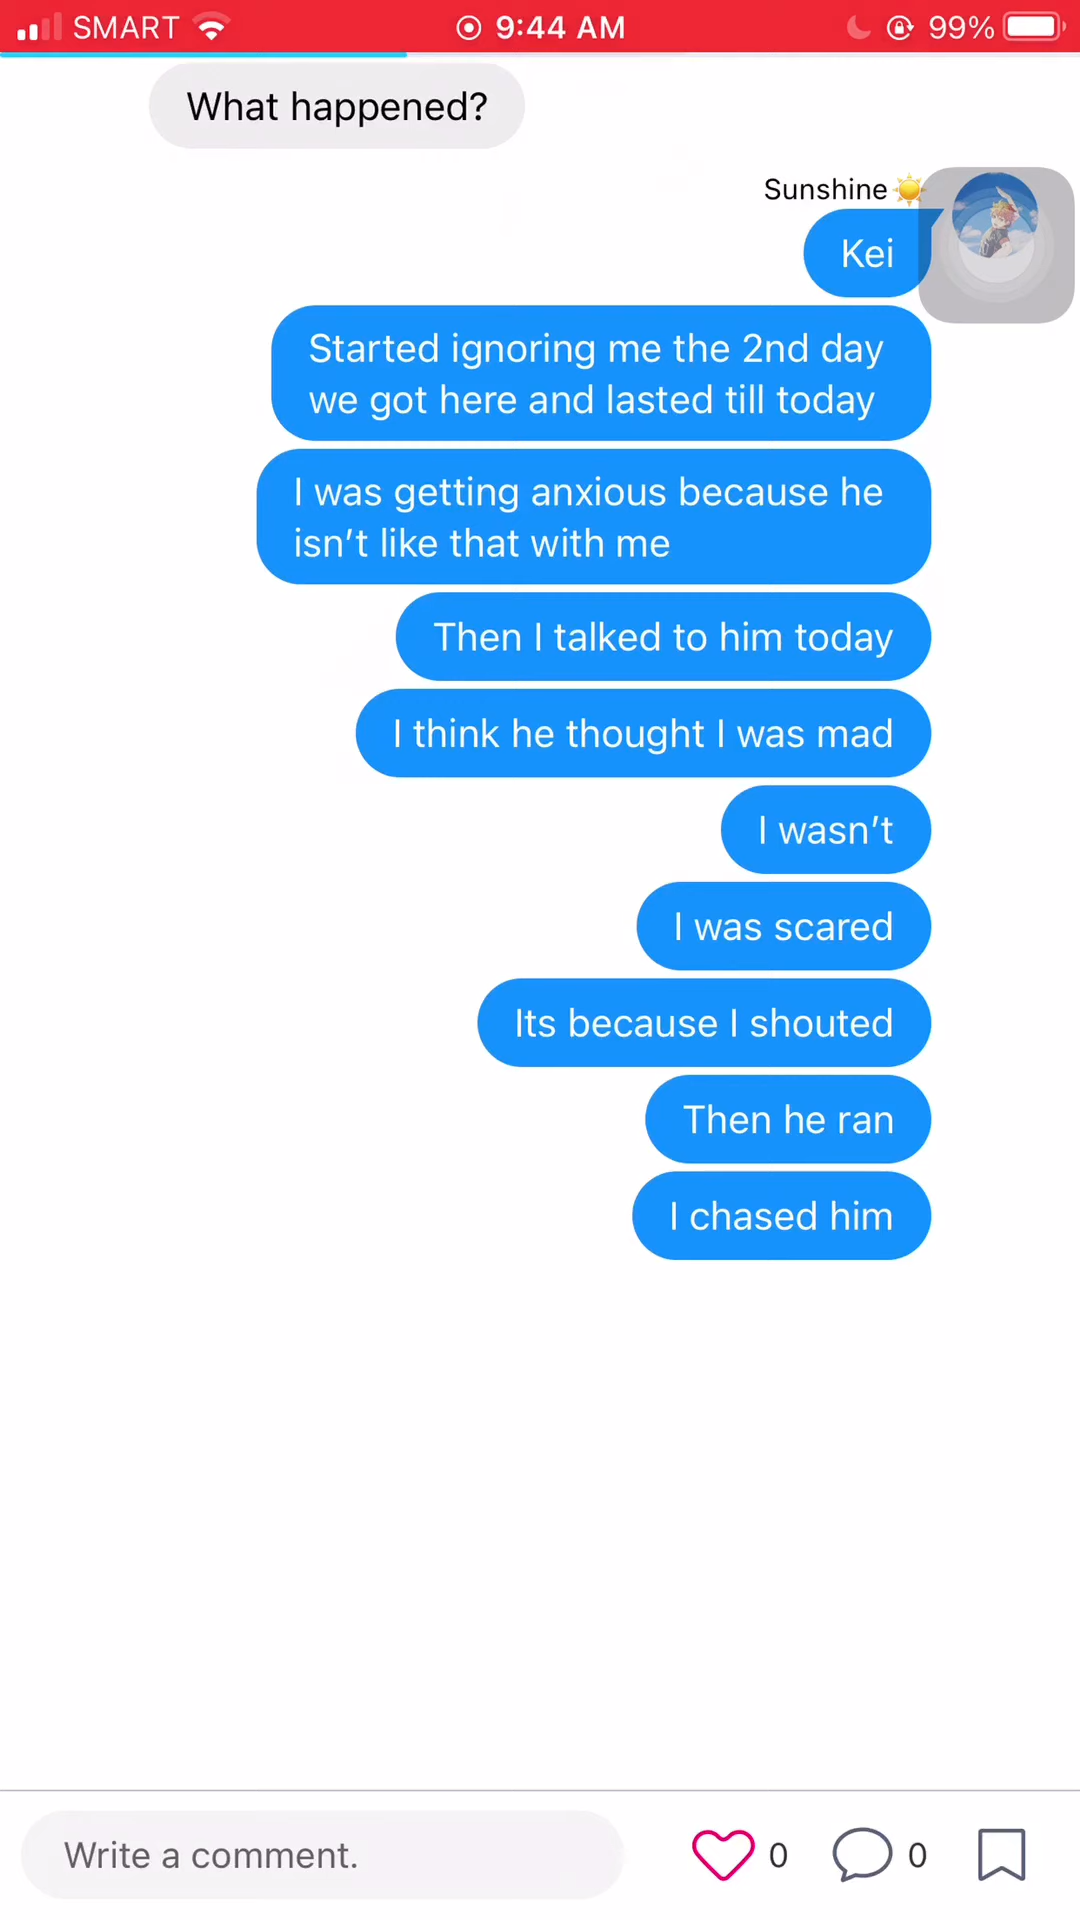 SMART 9:44 AM 99%
What happened?
Sunshine☀️
Kei
Started ignoring me the 2nd day
we got here and lasted till today
I was getting anxious because he
isn’t like that with me
Then I talked to him today
I think he thought I was mad
I wasn’t
I was scared
Its because I shouted
Then he ran
I chased him
Write a comment. 0 0